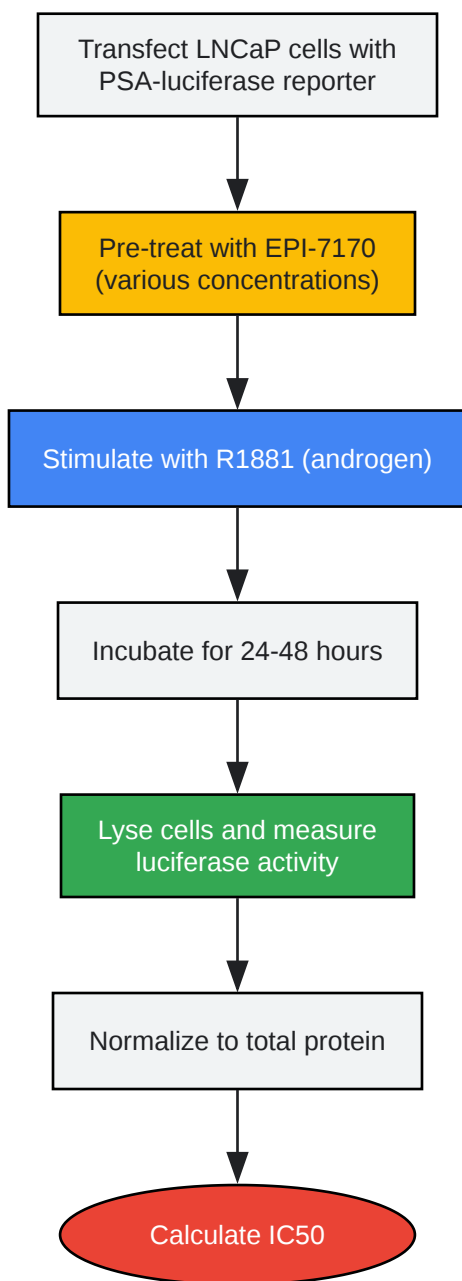 Transfect LNCaP cells with
PSA-luciferase reporter
Pre-treat with EPI-7170
(various concentrations)
Stimulate with R1881 (androgen)
Incubate for 24-48 hours
Lyse cells and measure
luciferase activity
Normalize to total protein
Calculate IC50